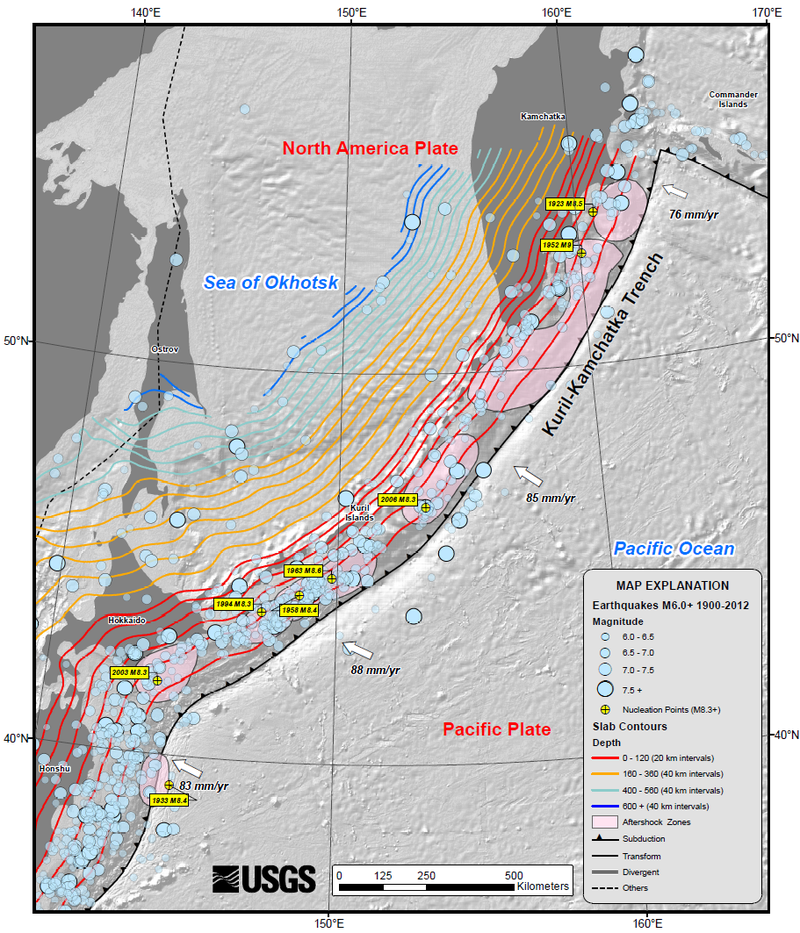 140°E
150°E
160°E
170°E
Commander
Islands
Kamchatka
North America Plate
1923 M8.5
76 mm/yr
1952 M9
Sea of Okhotsk
Kuril-Kamchatka Trench
50°N
50°N
Ostrov
85 mm/yr
2006 M8.3
Kuril
Islands
Pacific Ocean
1963 M8.6
1994 M8.3
1958 M8.4
Hokkaido
88 mm/yr
2003 M8.3
Pacific Plate
40°N
40°N
Honshu
83 mm/yr
1933 M8.4
MAP EXPLANATION
Earthquakes M6.0+ 1900-2012
Magnitude
6.0 - 6.5
6.5 - 7.0
7.0 - 7.5
7.5 +
Nucleation Points (M8.3+)
Slab Contours
Depth
0 - 120 (20 km intervals)
160 - 360 (40 km intervals)
400 - 560 (40 km intervals)
600 + (40 km intervals)
Aftershock Zones
Subduction
Transform
Divergent
Others
USGS
0 125 250 500
Kilometers
150°E
160°E